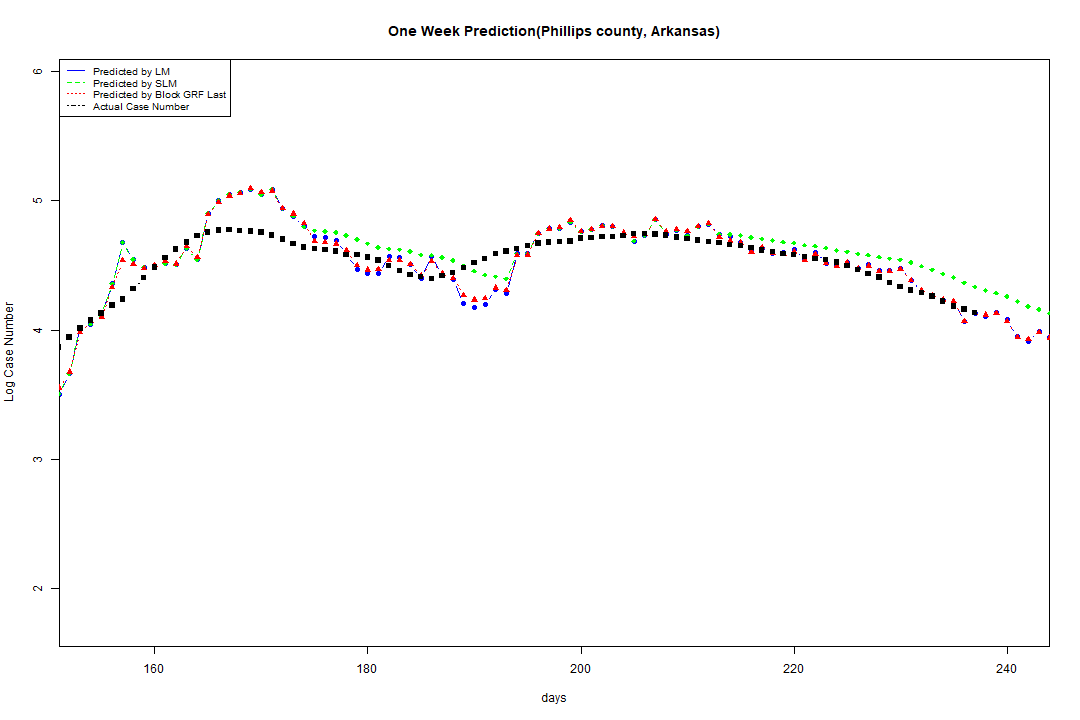 One Week Prediction(Phillips county, Arkansas)
Predicted by LM
Predicted by SLM
Predicted by Block GRF Last
Actual Case Number
6
5
4
3
2
Log Case Number
160 180 200 220 240
days